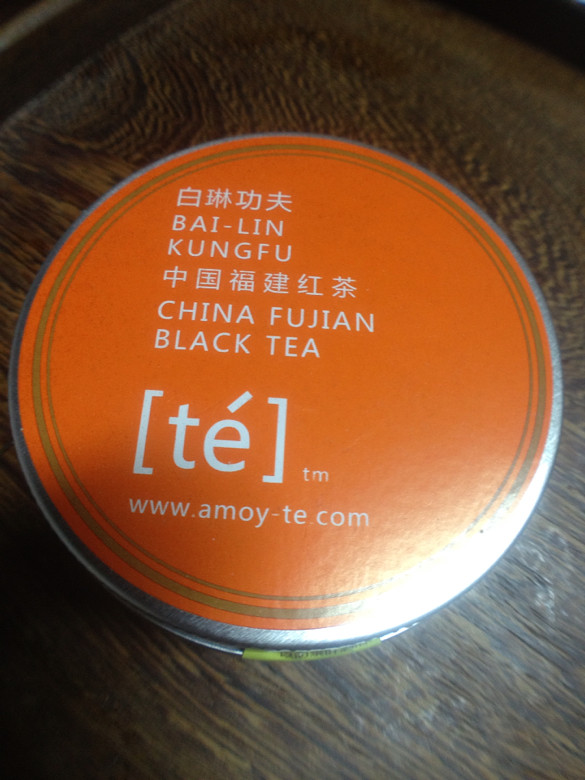 白琳功夫
BAI-LIN
KUNGFU
中国福建红茶
CHINA FUJIAN
BLACK TEA
[té]tm
www.amoy-te.com